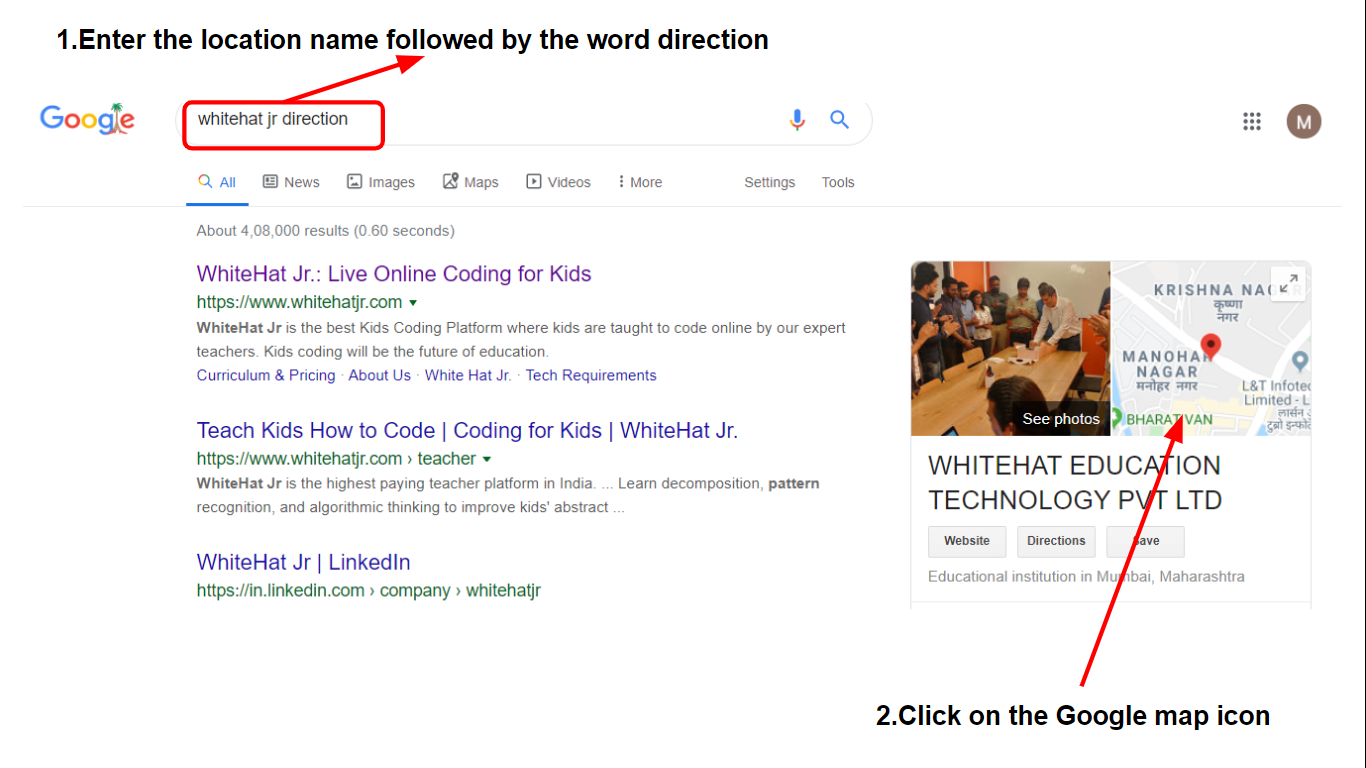 1.Enter the location name followed by the word direction
Google
whitehat jr direction
M
All News Images Maps Videos More Settings Tools
About 4,08,000 results (0.60 seconds)
WhiteHat Jr.: Live Online Coding for Kids
https://www.whitehatjr.com
WhiteHat Jr is the best Kids Coding Platform where kids are taught to code online by our expert
teachers. Kids coding will be the future of education.
Curriculum & Pricing · About Us · White Hat Jr. · Tech Requirements
Teach Kids How to Code | Coding for Kids | WhiteHat Jr.
https://www.whitehatjr.com › teacher
WhiteHat Jr is the highest paying teacher platform in India. ... Learn decomposition, pattern
recognition, and algorithmic thinking to improve kids' abstract ...
WhiteHat Jr | LinkedIn
https://in.linkedin.com › company › whitehatjr
See photos
KRISHNA NAGAR
कृष्णा
नगर
MANOHAR
NAGAR
मनोहर नगर
L&T Infotec
Limited - L
लार्सन
टुब्रो इन्फो
BHARAT VAN
WHITEHAT EDUCATION
TECHNOLOGY PVT LTD
Website Directions Save
Educational institution in Mumbai, Maharashtra
2.Click on the Google map icon